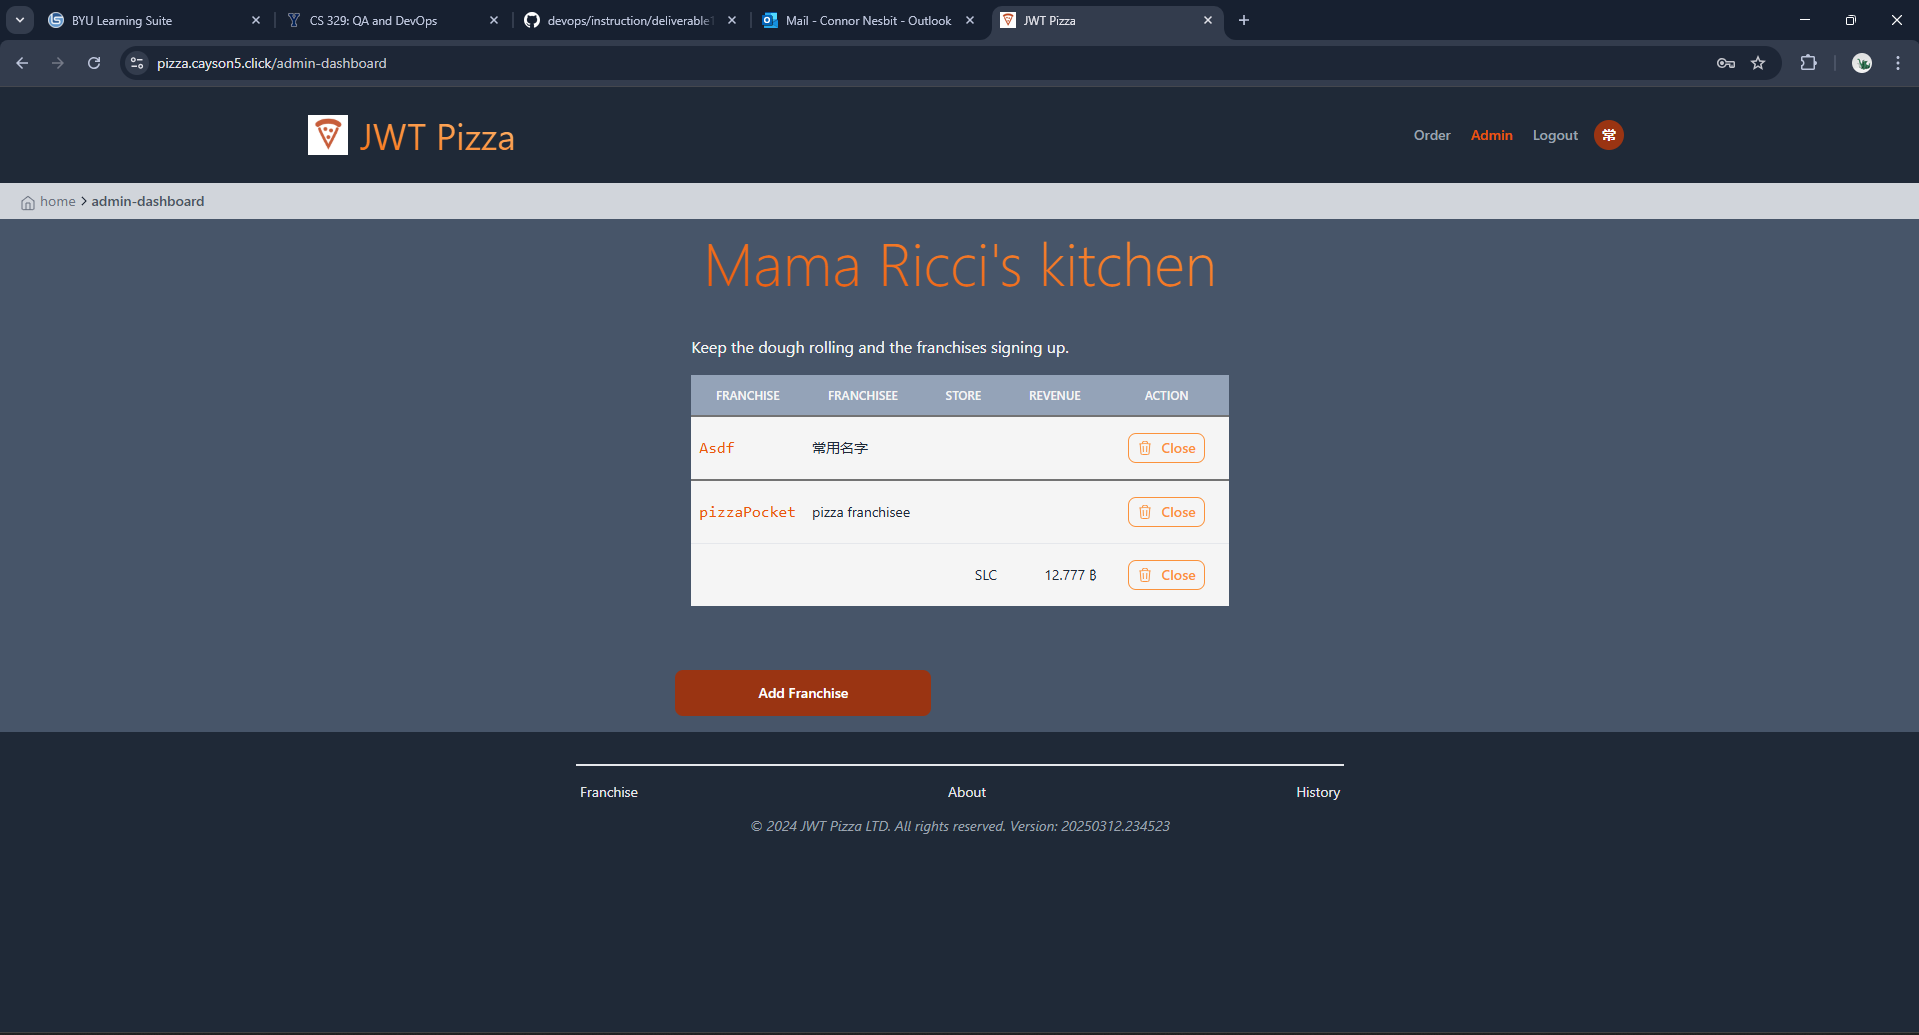 BYU Learning Suite
CS 329: QA and DevOps
devops/instruction/deliverable1
Mail - Connor Nesbit - Outlook
JWT Pizza
pizza.cayson5.click/admin-dashboard
JWT Pizza
Order Admin Logout 常
home > admin-dashboard
Mama Ricci's kitchen
Keep the dough rolling and the franchises signing up.
FRANCHISE FRANCHISEE STORE REVENUE ACTION
Asdf 常用名字 Close
pizzaPocket pizza franchisee Close
SLC 12.777 ₿ Close
Add Franchise
Franchise About History
© 2024 JWT Pizza LTD. All rights reserved. Version: 20250312.234523